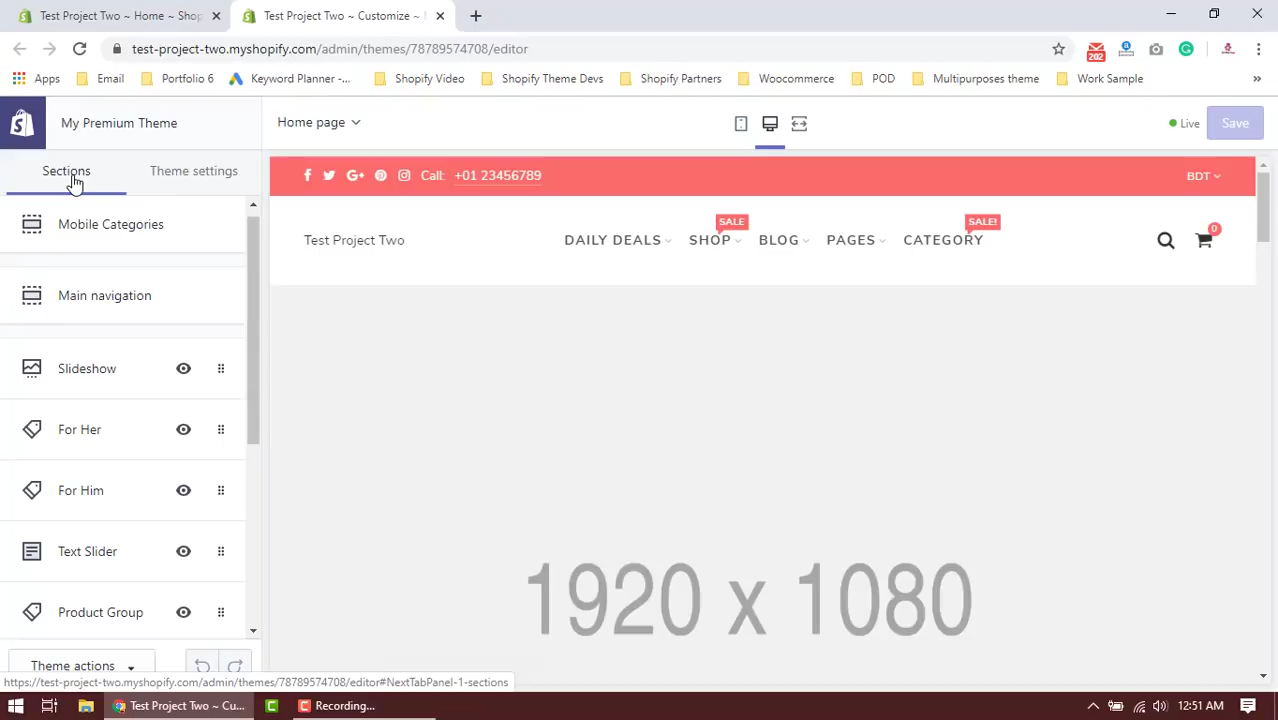 Test Project Two ~ Home ~ Shop
Test Project Two ~ Customize ~
test-project-two.myshopify.com/admin/themes/78789574708/editor
202
Apps
Email
Portfolio 6
Keyword Planner -...
Shopify Video
Shopify Theme Devs
Shopify Partners
Woocommerce
POD
Multipurposes theme
Work Sample
»
My Premium Theme
Home page
Live
Save
Sections
Theme settings
Call: +01 23456789
BDT
Mobile Categories
SALE
SALE!
Test Project Two
DAILY DEALS
SHOP
BLOG
PAGES
CATEGORY
0
Main navigation
Slideshow
For Her
For Him
Text Slider
Product Group
1920 x 1080
Theme actions
https://test-project-two.myshopify.com/admin/themes/78789574708/editor#NextTabPanel-1-sections
Test Project Two ~ Cu...
Recording...
12:51 AM